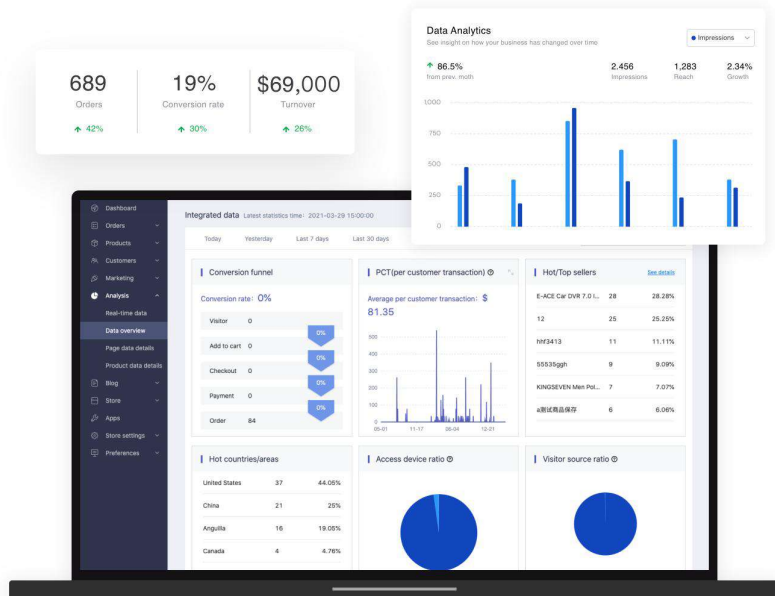 Data Analytics
See insight on how your business has changed over time
Impressions
86.5%
from prev. moth
2.456
Impressions
1,283
Reach
2.34%
Growth
1000
750
500
250
0
689
Orders
42%
19%
Conversion rate
30%
$69,000
Turnover
26%
Dashboard
Orders
Products
Customers
Marketing
Analysis
Real-time data
Data overview
Page data details
Product data details
Blog
Store
Apps
Store settings
Preferences
Integrated data Latest statistics time: 2021-03-29 15:00:00
Today Yesterday Last 7 days Last 30 days
Conversion funnel
Conversion rate: 0%
Visitor 0
0%
Add to cart 0
0%
Checkout 0
0%
Payment 0
0%
Order 84
PCT(per customer transaction)
Average per customer transaction: $
81.35
500
400
300
200
100
0
05-01 11-17 06-04 12-21
Hot/Top sellers See details
E-ACE Car DVR 7.0 I... 28 28.28%
12 25 25.25%
hhf3413 11 11.11%
55535ggh 9 9.09%
KINGSEVEN Men Pol... 7 7.07%
a测试商品保存 6 6.06%
Hot countries/areas
United States 37 44.05%
China 21 25%
Anguilla 16 19.05%
Canada 4 4.76%
Access device ratio
Visitor source ratio